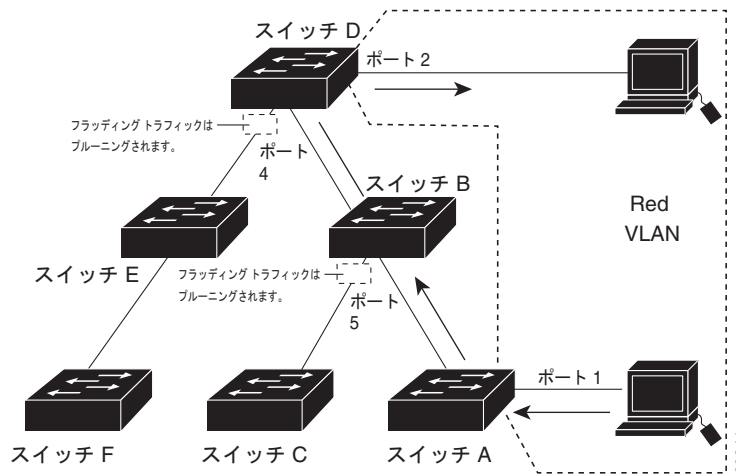 スイッチ D
ポート 2
フラッディング トラフィックは
プルーニングされます。
ポート
4
スイッチ B
Red
VLAN
スイッチ E
フラッディング トラフィックは
プルーニングされます。
ポート
5
ポート 1
スイッチ F
スイッチ C
スイッチ A